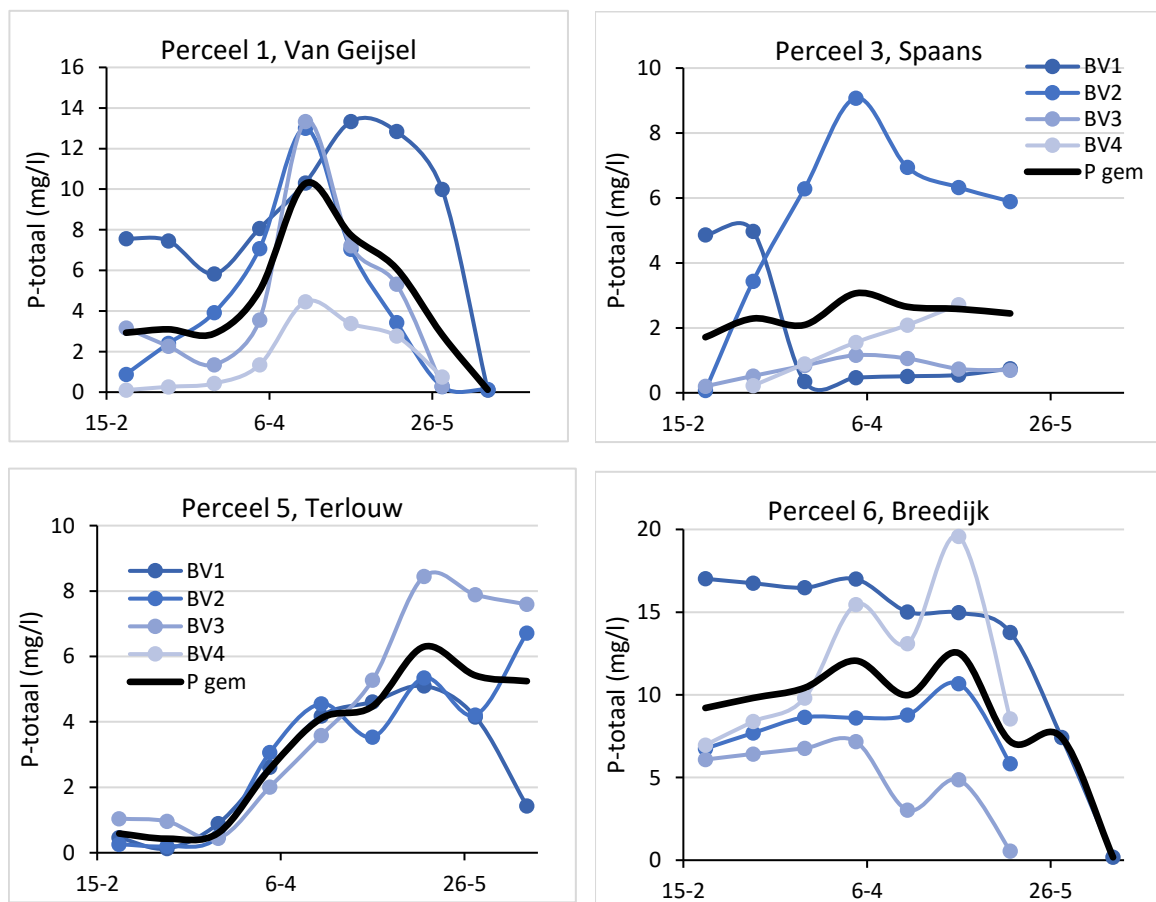 Perceel 1, Van Geijsel
P-totaal (mg/l)
16
14
12
10
8
6
4
2
0
15-2
6-4
26-5
Perceel 3, Spaans
P-totaal (mg/l)
10
8
6
4
2
0
15-2
6-4
26-5
BV1
BV2
BV3
BV4
P gem
Perceel 5, Terlouw
P-totaal (mg/l)
10
8
6
4
2
0
15-2
6-4
26-5
BV1
BV2
BV3
BV4
P gem
Perceel 6, Breedijk
P-totaal (mg/l)
20
15
10
5
0
15-2
6-4
26-5